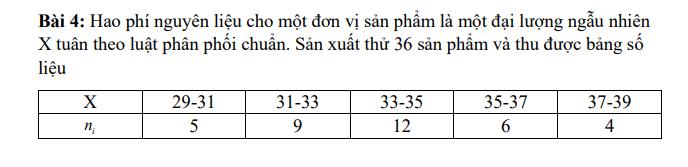 Bài 4: Hao phí nguyên liệu cho một đơn vị sản phẩm là một đại lượng ngẫu nhiên
X tuân theo luật phân phối chuẩn. Sản xuất thử 36 sản phẩm và thu được bảng số
liệu
X 29-31 31-33 33-35 35-37 37-39
nᵢ 5 9 12 6 4